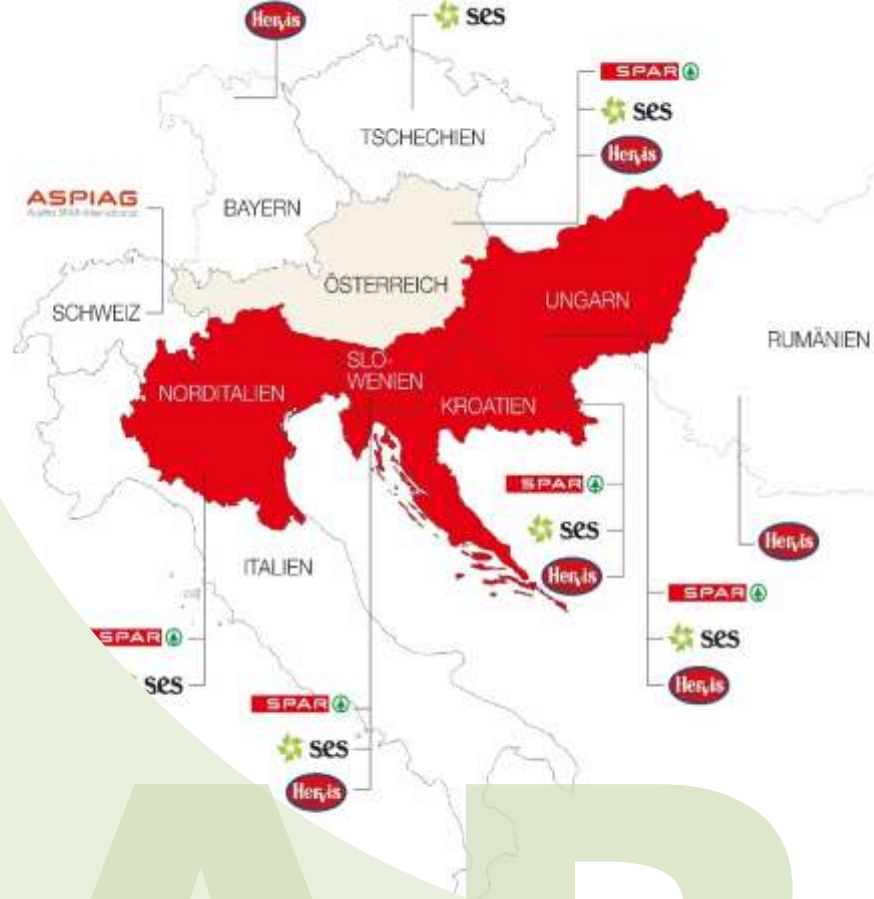 Hervis
ses
SPAR
ses
TSCHECHIEN
Hervis
ASPIAG
BAYERN
ÖSTERREICH
UNGARN
SCHWEIZ
RUMÄNIEN
SLO-
WENIEN
NORDITALIEN
KROATIEN
SPAR
ses
Hervis
ITALIEN
Hervis
SPAR
SPAR
ses
ses
Hervis
SPAR
ses
Hervis